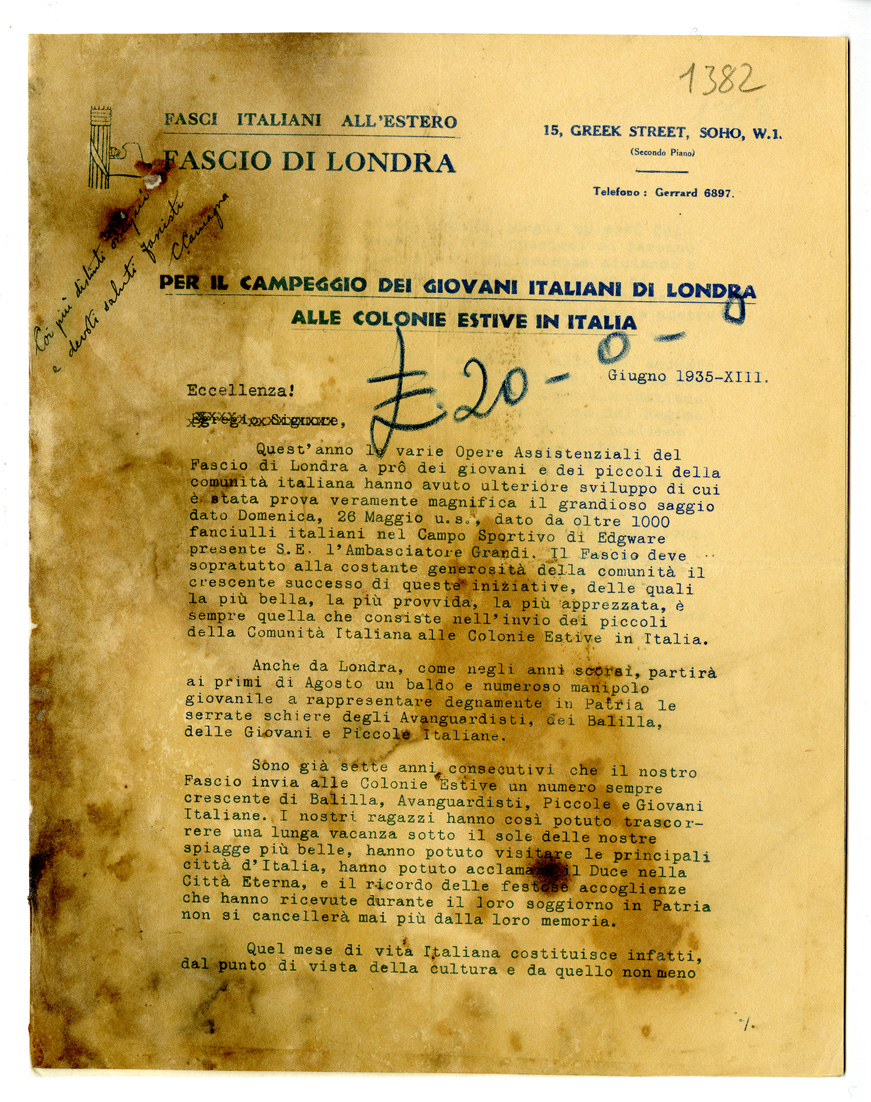 1382
FASCI ITALIANI ALL'ESTERO
FASCIO DI LONDRA
15, GREEK STREET, SOHO, W.1.
(Secondo Piano)
Telefono : Gerrard 6897.
Coi più distinti ossequi
e devoti saluti fascisti
PER IL CAMPEGGIO DEI GIOVANI ITALIANI DI LONDRA
ALLE COLONIE ESTIVE IN ITALIA
£. 20 - 0 -
Giugno 1935-XIII.
Eccellenza!
Egregio Signore,
Quest'anno le varie Opere Assistenziali del
Fascio di Londra a prô dei giovani e dei piccoli della
comunità italiana hanno avuto ulteriore sviluppo di cui
è stata prova veramente magnifica il grandioso saggio
dato Domenica, 26 Maggio u.s., dato da oltre 1000
fanciulli italiani nel Campo Sportivo di Edgware
presente S.E. l'Ambasciatore Grandi. Il Fascio deve
sopratutto alla costante generosità della comunità il
crescente successo di queste iniziative, delle quali
la più bella, la più provvida, la più apprezzata, è
sempre quella che consiste nell'invio dei piccoli
della Comunità Italiana alle Colonie Estive in Italia.
Anche da Londra, come negli anni scorsi, partirà
ai primi di Agosto un baldo e numeroso manipolo
giovanile a rappresentare degnamente in Patria le
serrate schiere degli Avanguardisti, dei Balilla,
delle Giovani e Piccole Italiane.
Sono già sette anni consecutivi che il nostro
Fascio invia alle Colonie Estive un numero sempre
crescente di Balilla, Avanguardisti, Piccole e Giovani
Italiane. I nostri ragazzi hanno così potuto trascor-
rere una lunga vacanza sotto il sole delle nostre
spiagge più belle, hanno potuto visitare le principali
città d'Italia, hanno potuto acclamare il Duce nella
Città Eterna, e il ricordo delle festose accoglienze
che hanno ricevute durante il loro soggiorno in Patria
non si cancellerà mai più dalla loro memoria.
Quel mese di vita Italiana costituisce infatti,
dal punto di vista della cultura e da quello non meno
·/.